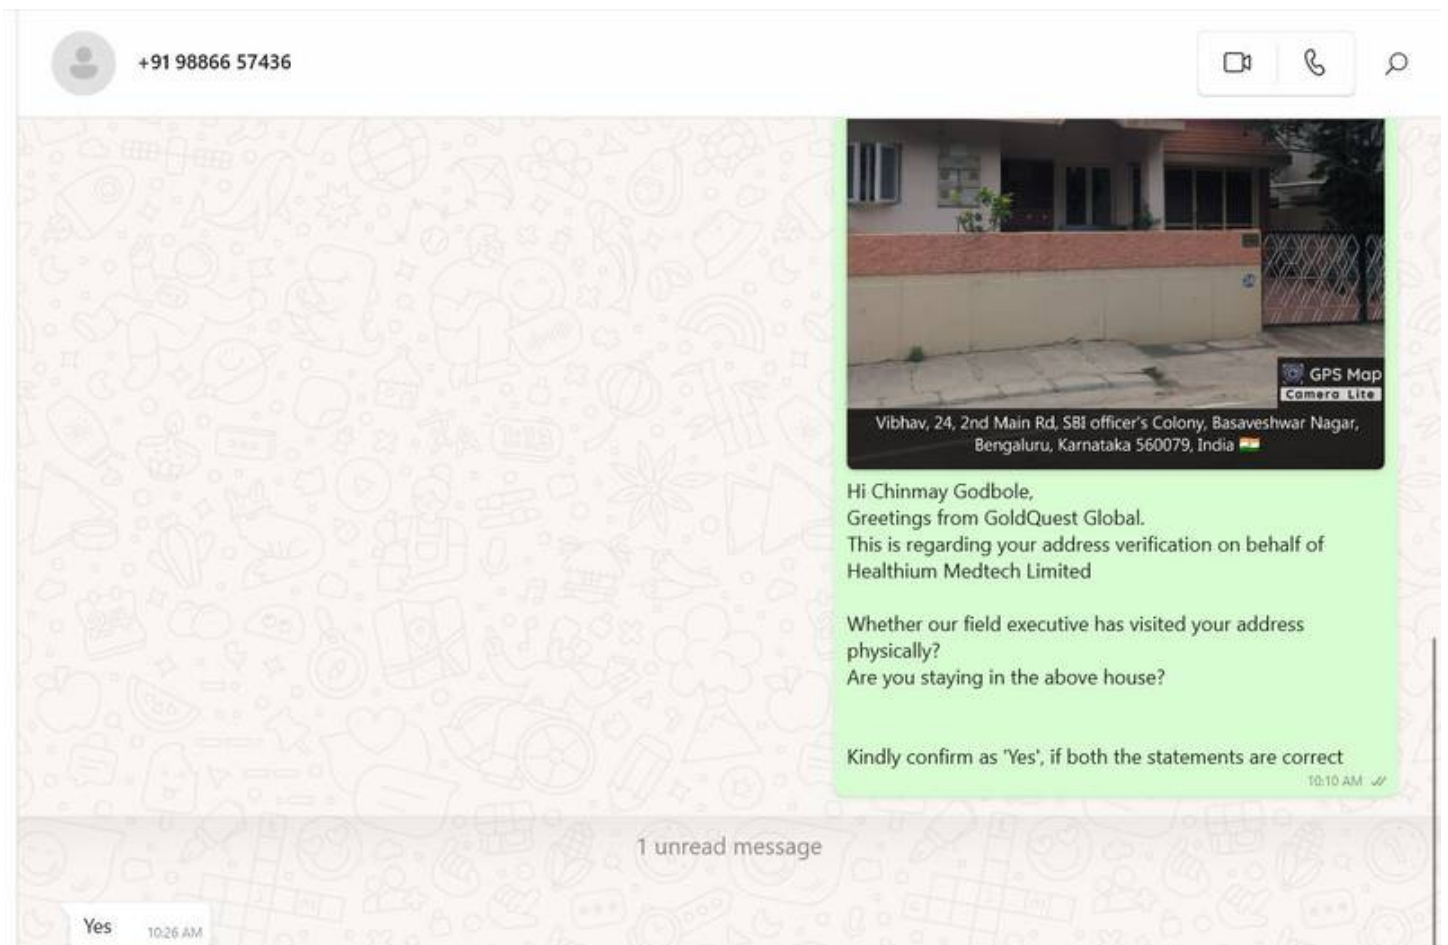 +91 98866 57436
GPS Map
Camera Lite
Vibhav, 24, 2nd Main Rd, SBI officer's Colony, Basaveshwar Nagar,
Bengaluru, Karnataka 560079, India
Hi Chinmay Godbole,
Greetings from GoldQuest Global.
This is regarding your address verification on behalf of
Healthium Medtech Limited
Whether our field executive has visited your address
physically?
Are you staying in the above house?
Kindly confirm as 'Yes', if both the statements are correct
10:10 AM
1 unread message
Yes
10:26 AM